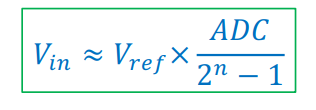 V_in ≈ V_ref × ADC / (2^n − 1)